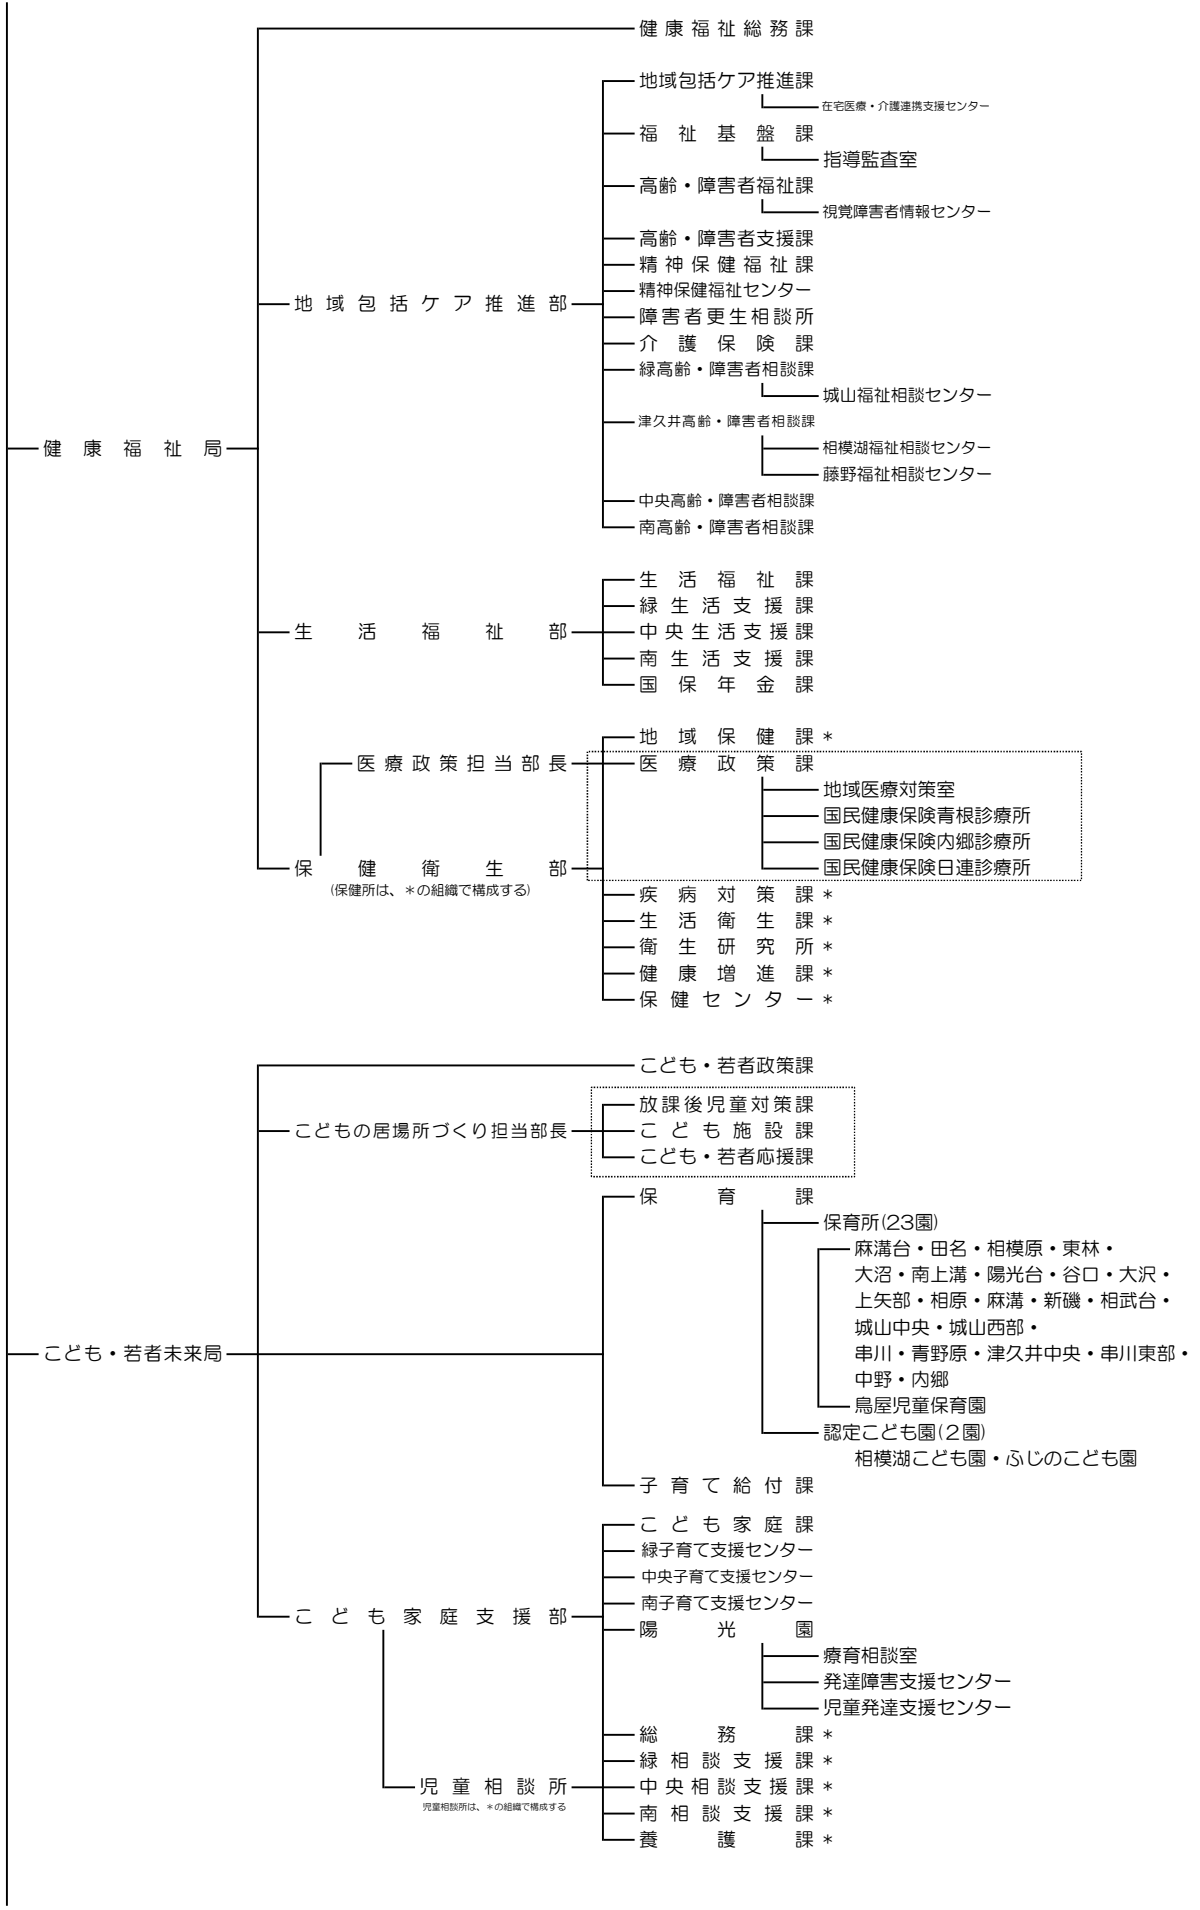 健康福祉総務課
地域包括ケア推進課
在宅医療・介護連携支援センター
福祉基盤課
指導監査室
高齢・障害者福祉課
視覚障害者情報センター
高齢・障害者支援課
精神保健福祉課
精神保健福祉センター
地域包括ケア推進部
障害者更生相談所
介護保険課
緑高齢・障害者相談課
城山福祉相談センター
津久井高齢・障害者相談課
健康福祉局
相模湖福祉相談センター
藤野福祉相談センター
中央高齢・障害者相談課
南高齢・障害者相談課
生活福祉課
緑生活支援課
生活福祉部
中央生活支援課
南生活支援課
国保年金課
地域保健課*
医療政策担当部長
医療政策課
地域医療対策室
国民健康保険青根診療所
国民健康保険内郷診療所
保健衛生部
国民健康保険日連診療所
(保健所は、*の組織で構成する)
疾病対策課*
生活衛生課*
衛生研究所*
健康増進課*
保健センター*
こども・若者政策課
放課後児童対策課
こどもの居場所づくり担当部長
こども施設課
こども・若者応援課
保育課
保育所(23園)
麻溝台・田名・相模原・東林・
大沼・南上溝・陽光台・谷口・大沢・
上矢部・相原・麻溝・新磯・相武台・
城山中央・城山西部・
こども・若者未来局
串川・青野原・津久井中央・串川東部・
中野・内郷
鳥屋児童保育園
認定こども園(2園)
相模湖こども園・ふじのこども園
子育て給付課
こども家庭課
緑子育て支援センター
中央子育て支援センター
南子育て支援センター
こども家庭支援部
陽光園
療育相談室
発達障害支援センター
児童発達支援センター
総務課*
緑相談支援課*
児童相談所
中央相談支援課*
児童相談所は、*の組織で構成する
南相談支援課*
養護課*